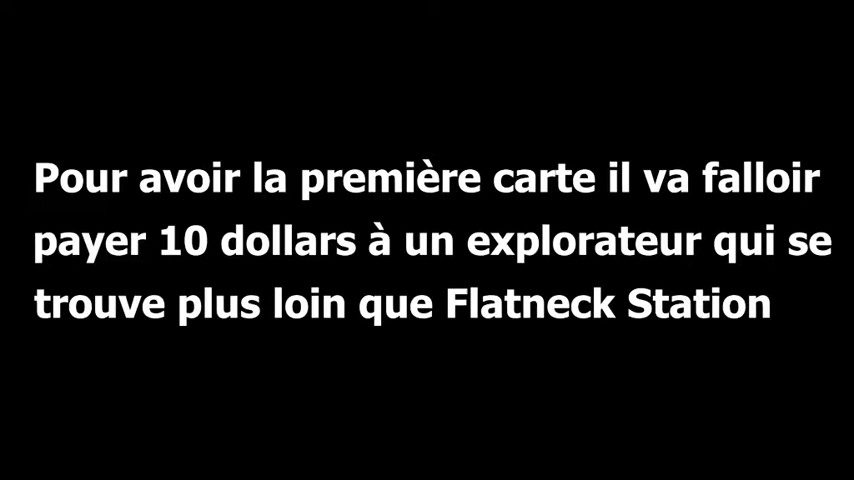 Pour avoir la première carte il va falloir
payer 10 dollars à un explorateur qui se
trouve plus loin que Flatneck Station